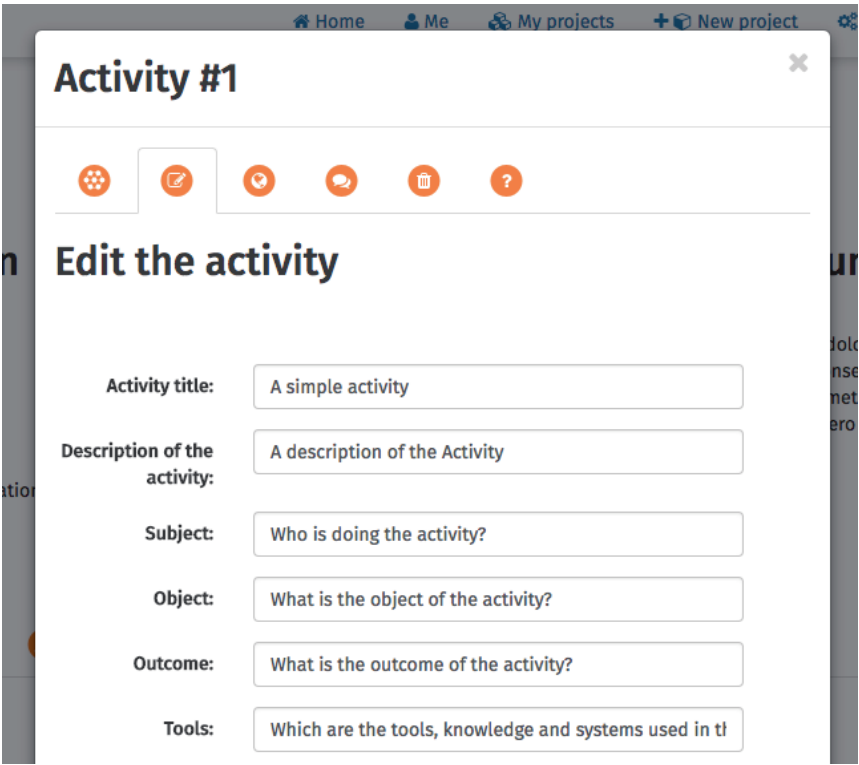 Home Me My projects New project
Activity #1
Edit the activity
Activity title: A simple activity
Description of the activity: A description of the Activity
Subject: Who is doing the activity?
Object: What is the object of the activity?
Outcome: What is the outcome of the activity?
Tools: Which are the tools, knowledge and systems used in